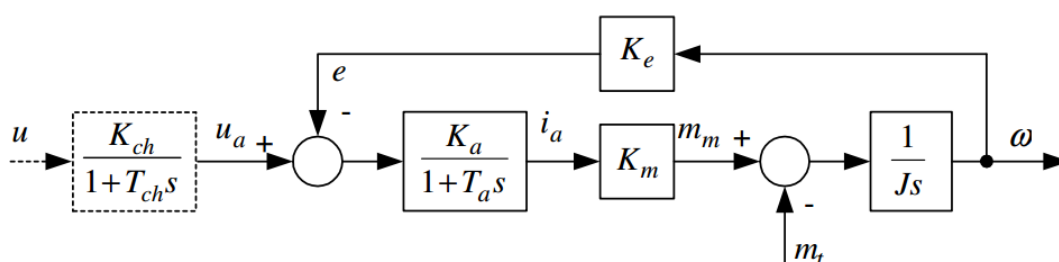 K_e
e
-
u
K_ch
1+T_ch s
u_a
+
K_a
1+T_a s
i_a
K_m
m_m
+
-
m_t
1
Js
ω